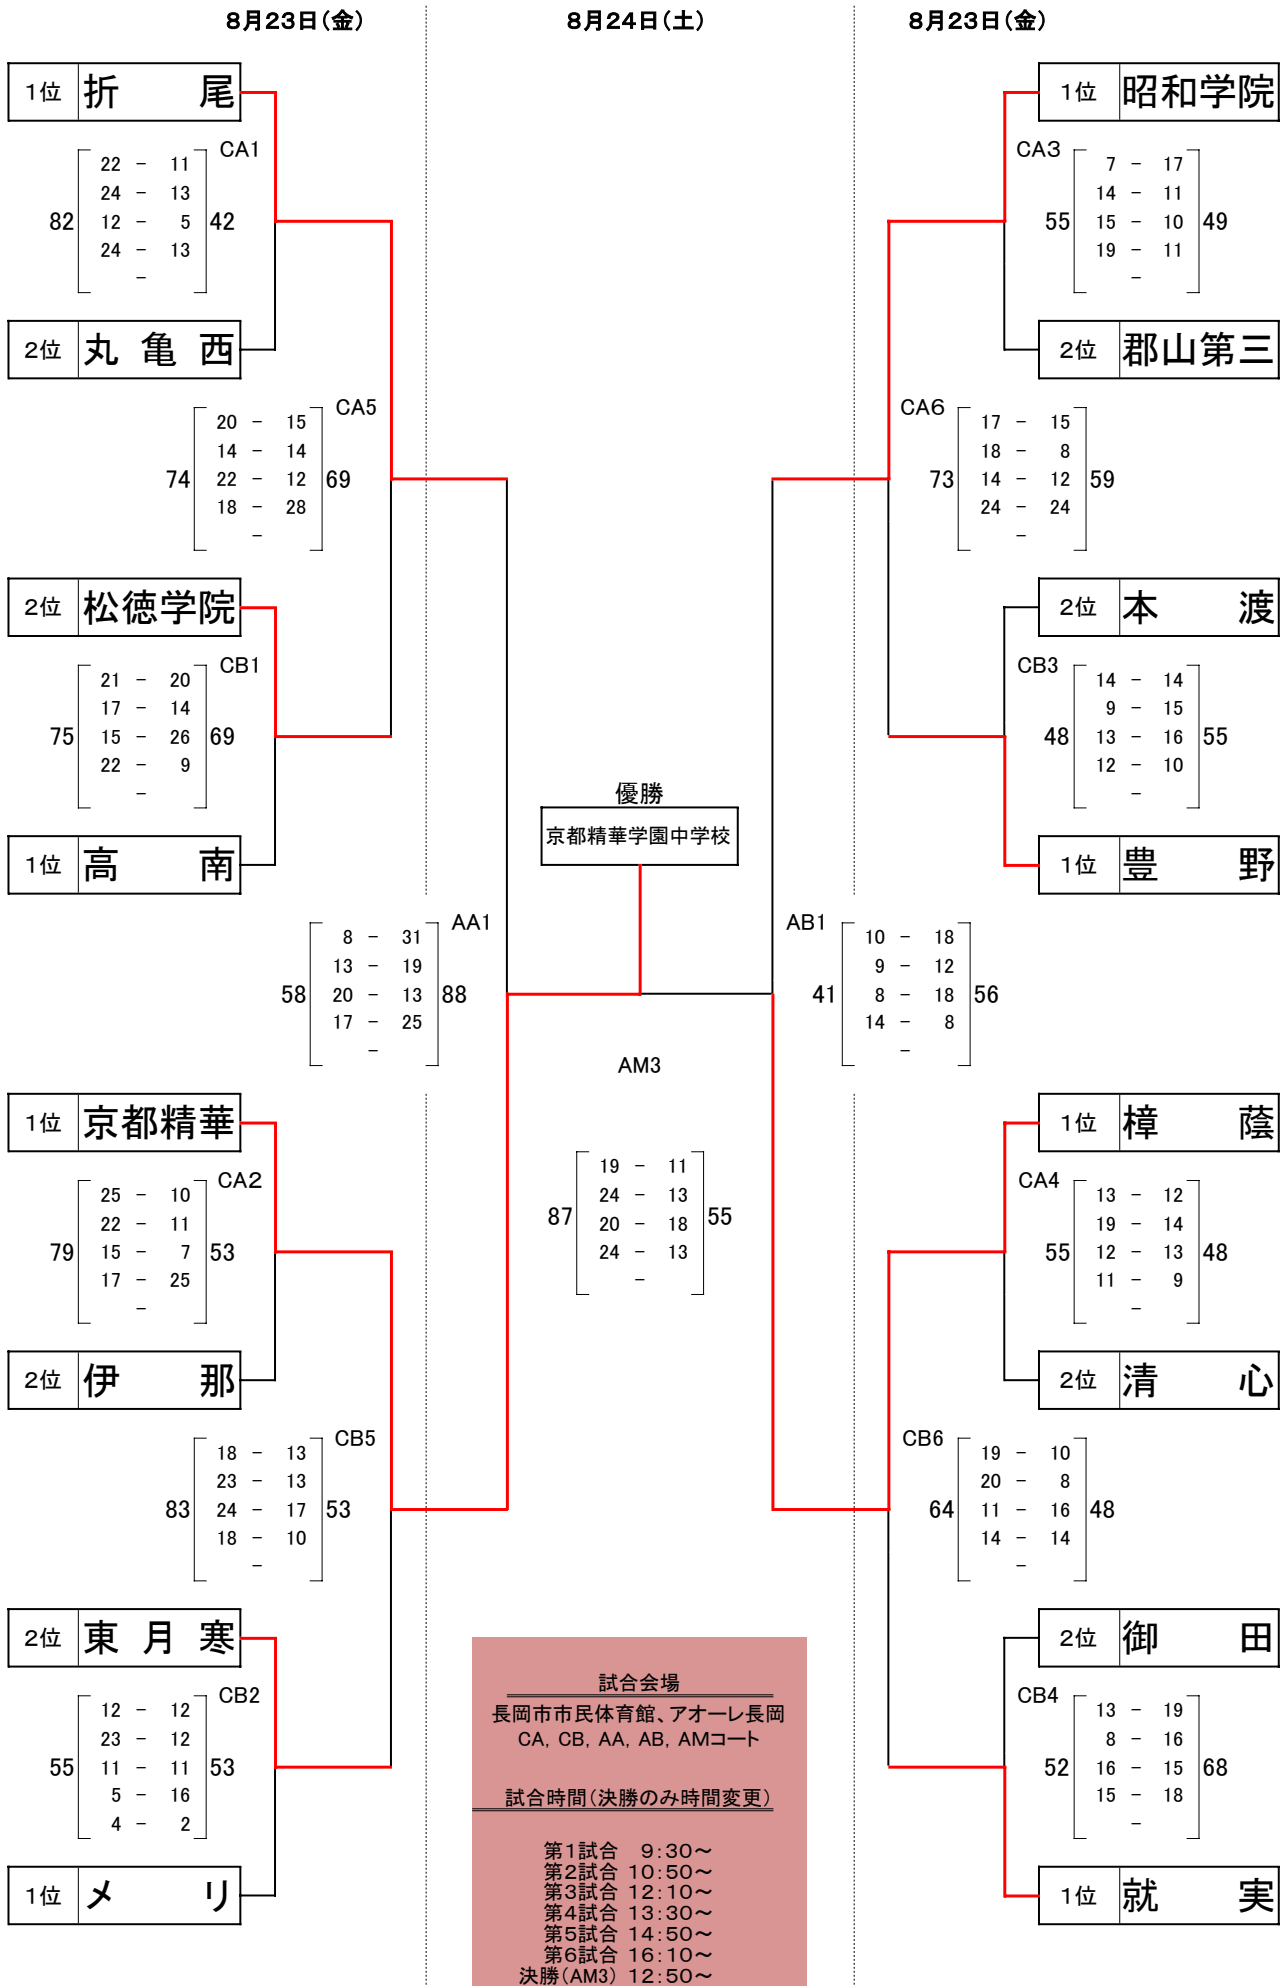 8月23日(金)
8月24日(土)
8月23日(金)
1位 折 尾
CA1
82
22 － 11
24 － 13
12 － 5
24 － 13
－
42
2位 丸 亀 西
CA5
74
20 － 15
14 － 14
22 － 12
18 － 28
－
69
2位 松徳学院
CB1
75
21 － 20
17 － 14
15 － 26
22 － 9
－
69
1位 高 南
AA1
58
8 － 31
13 － 19
20 － 13
17 － 25
－
88
1位 京都精華
CA2
79
25 － 10
22 － 11
15 － 7
17 － 25
－
53
2位 伊 那
CB5
83
18 － 13
23 － 13
24 － 17
18 － 10
－
53
2位 東 月 寒
CB2
55
12 － 12
23 － 12
11 － 11
5 － 16
4 － 2
53
1位 メ リ
優勝
京都精華学園中学校
AM3
87
19 － 11
24 － 13
20 － 18
24 － 13
－
55
試合会場
長岡市市民体育館、アオーレ長岡
CA, CB, AA, AB, AMコート
試合時間(決勝のみ時間変更)
第1試合 9:30～
第2試合 10:50～
第3試合 12:10～
第4試合 13:30～
第5試合 14:50～
第6試合 16:10～
決勝(AM3) 12:50～
1位 昭和学院
CA3
55
7 － 17
14 － 11
15 － 10
19 － 11
－
49
2位 郡山第三
CA6
73
17 － 15
18 － 8
14 － 12
24 － 24
－
59
2位 本 渡
CB3
48
14 － 14
9 － 15
13 － 16
12 － 10
－
55
1位 豊 野
AB1
41
10 － 18
9 － 12
8 － 18
14 － 8
－
56
1位 樟 蔭
CA4
55
13 － 12
19 － 14
12 － 13
11 － 9
－
48
2位 清 心
CB6
64
19 － 10
20 － 8
11 － 16
14 － 14
－
48
2位 御 田
CB4
52
13 － 19
8 － 16
16 － 15
15 － 18
－
68
1位 就 実